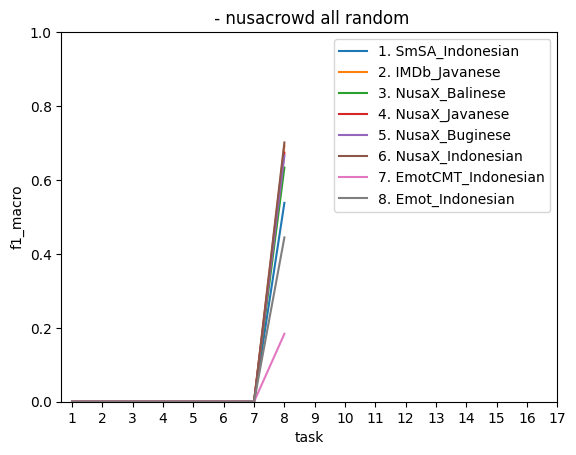 - nusacrowd all random
1.0
0.8
0.6
0.4
0.2
0.0
f1_macro
1. SmSA_Indonesian
2. IMDb_Javanese
3. NusaX_Balinese
4. NusaX_Javanese
5. NusaX_Buginese
6. NusaX_Indonesian
7. EmotCMT_Indonesian
8. Emot_Indonesian
1 2 3 4 5 6 7 8 9 10 11 12 13 14 15 16 17
task